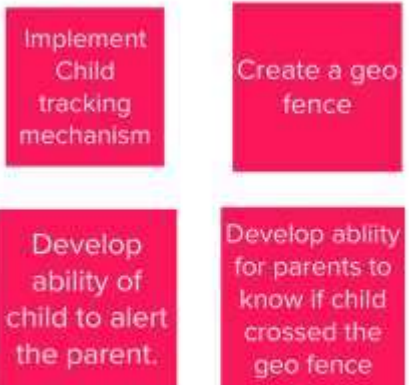 Implement
Child
tracking
mechanism
Create a geo
fence
Develop
ability of
child to alert
the parent.
Develop abliity
for parents to
know if child
crossed the
geo fence